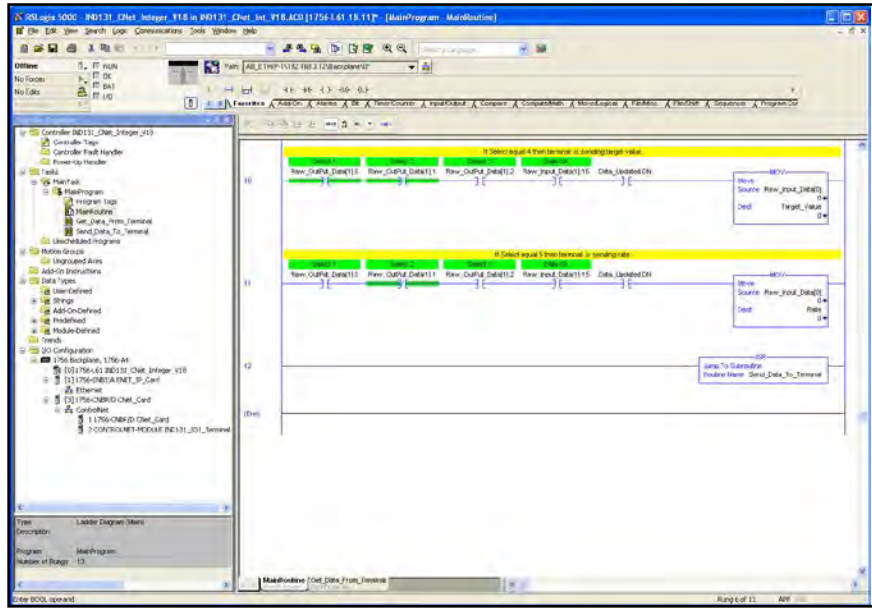 RSLogix 5000 - IND131_CNet_Integer_V18 in IND131_CNet_Int_V18.ACD [1756-L61 18.11]* - [MainProgram - MainRoutine]
File Edit View Search Logic Communications Tools Window Help
Offline
RUN
No Forces
OK
No Edits
BAT
I/O
Path: AB_ETHIP-1\192.168.3.12\Backplane\0*
Favorites Add-On Alarms Bit Timer/Counter Input/Output Compare Compute/Math Move/Logical File/Misc. File/Shift Sequencer Program Con
Controller IND131_CNet_Integer_V18
Controller Tags
Controller Fault Handler
Power-Up Handler
Tasks
MainTask
MainProgram
Program Tags
MainRoutine
Get_Data_From_Terminal
Send_Data_To_Terminal
Unscheduled Programs
Motion Groups
Ungrouped Axes
Add-On Instructions
Data Types
User-Defined
Strings
Add-On-Defined
Predefined
Module-Defined
Trends
I/O Configuration
1756 Backplane, 1756-A4
[0] 1756-L61 IND131_CNet_Integer_V18
[1] 1756-ENBT/A ENET_IP_Card
Ethernet
[3] 1756-CNBR/D CNet_Card
ControlNet
1 1756-CNBR/D CNet_Card
2 CONTROLNET-MODULE IND131_331_Terminal
Type Ladder Diagram (Main)
Description
Program MainProgram
Number of Rungs 13
If Select equal 4 then terminal is sending target value
Select 1 Select 2 Select 3 Data OK
Raw_OutPut_Data[1].0 Raw_OutPut_Data[1].1 Raw_OutPut_Data[1].2 Raw_Input_Data[1].15 Data_Updated.DN
10
MOV
Move
Source Raw_Input_Data[0]
0
Dest Target_Value
0
If Select equal 5 then terminal is sending rate
Select 1 Select 2 Select 3 Data OK
Raw_OutPut_Data[1].0 Raw_OutPut_Data[1].1 Raw_OutPut_Data[1].2 Raw_Input_Data[1].15 Data_Updated.DN
11
MOV
Move
Source Raw_Input_Data[0]
0
Dest Rate
0
12
JSR
Jump To Subroutine
Routine Name Send_Data_To_Terminal
(End)
MainRoutine Get_Data_From_Terminal
Enter BOOL operand
Rung 6 of 13 APP